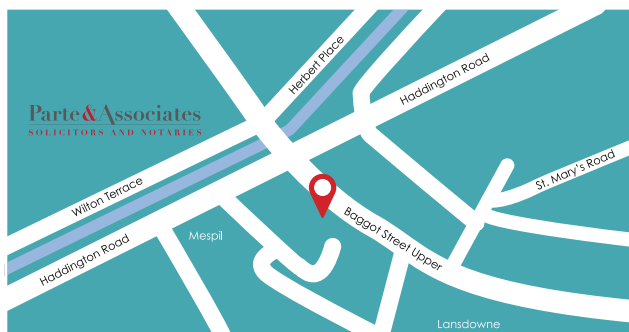 Herbert Place
Haddington Road
Parte&Associates
SOLICITORS AND NOTARIES
St. Mary's Road
Wilton Terrace
Baggot Street Upper
Mespil
Haddington Road
Lansdowne